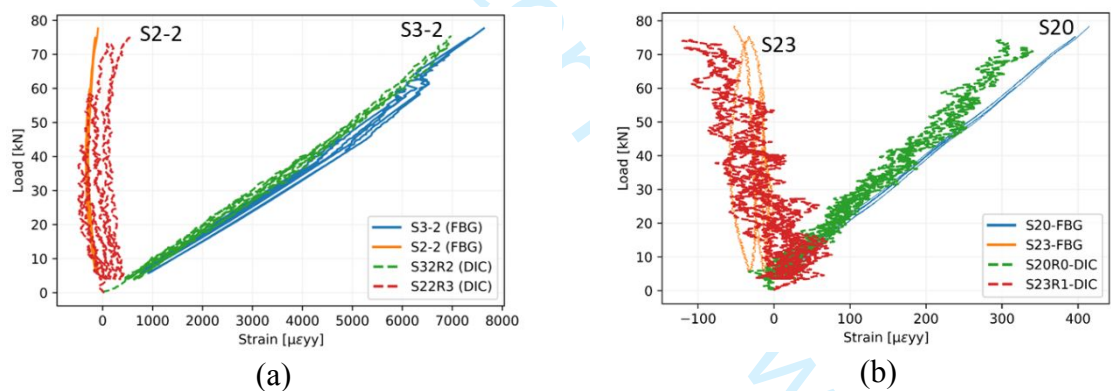 80
70
60
50
40
30
20
10
0
Load [kN]
S2-2
S3-2
S3-2 (FBG)
S2-2 (FBG)
S32R2 (DIC)
S22R3 (DIC)
0 1000 2000 3000 4000 5000 6000 7000 8000
Strain [μεyy]
(a)
80
70
60
50
40
30
20
10
0
Load [kN]
S23
S20
S20-FBG
S23-FBG
S20R0-DIC
S23R1-DIC
−100 0 100 200 300 400
Strain [μεyy]
(b)